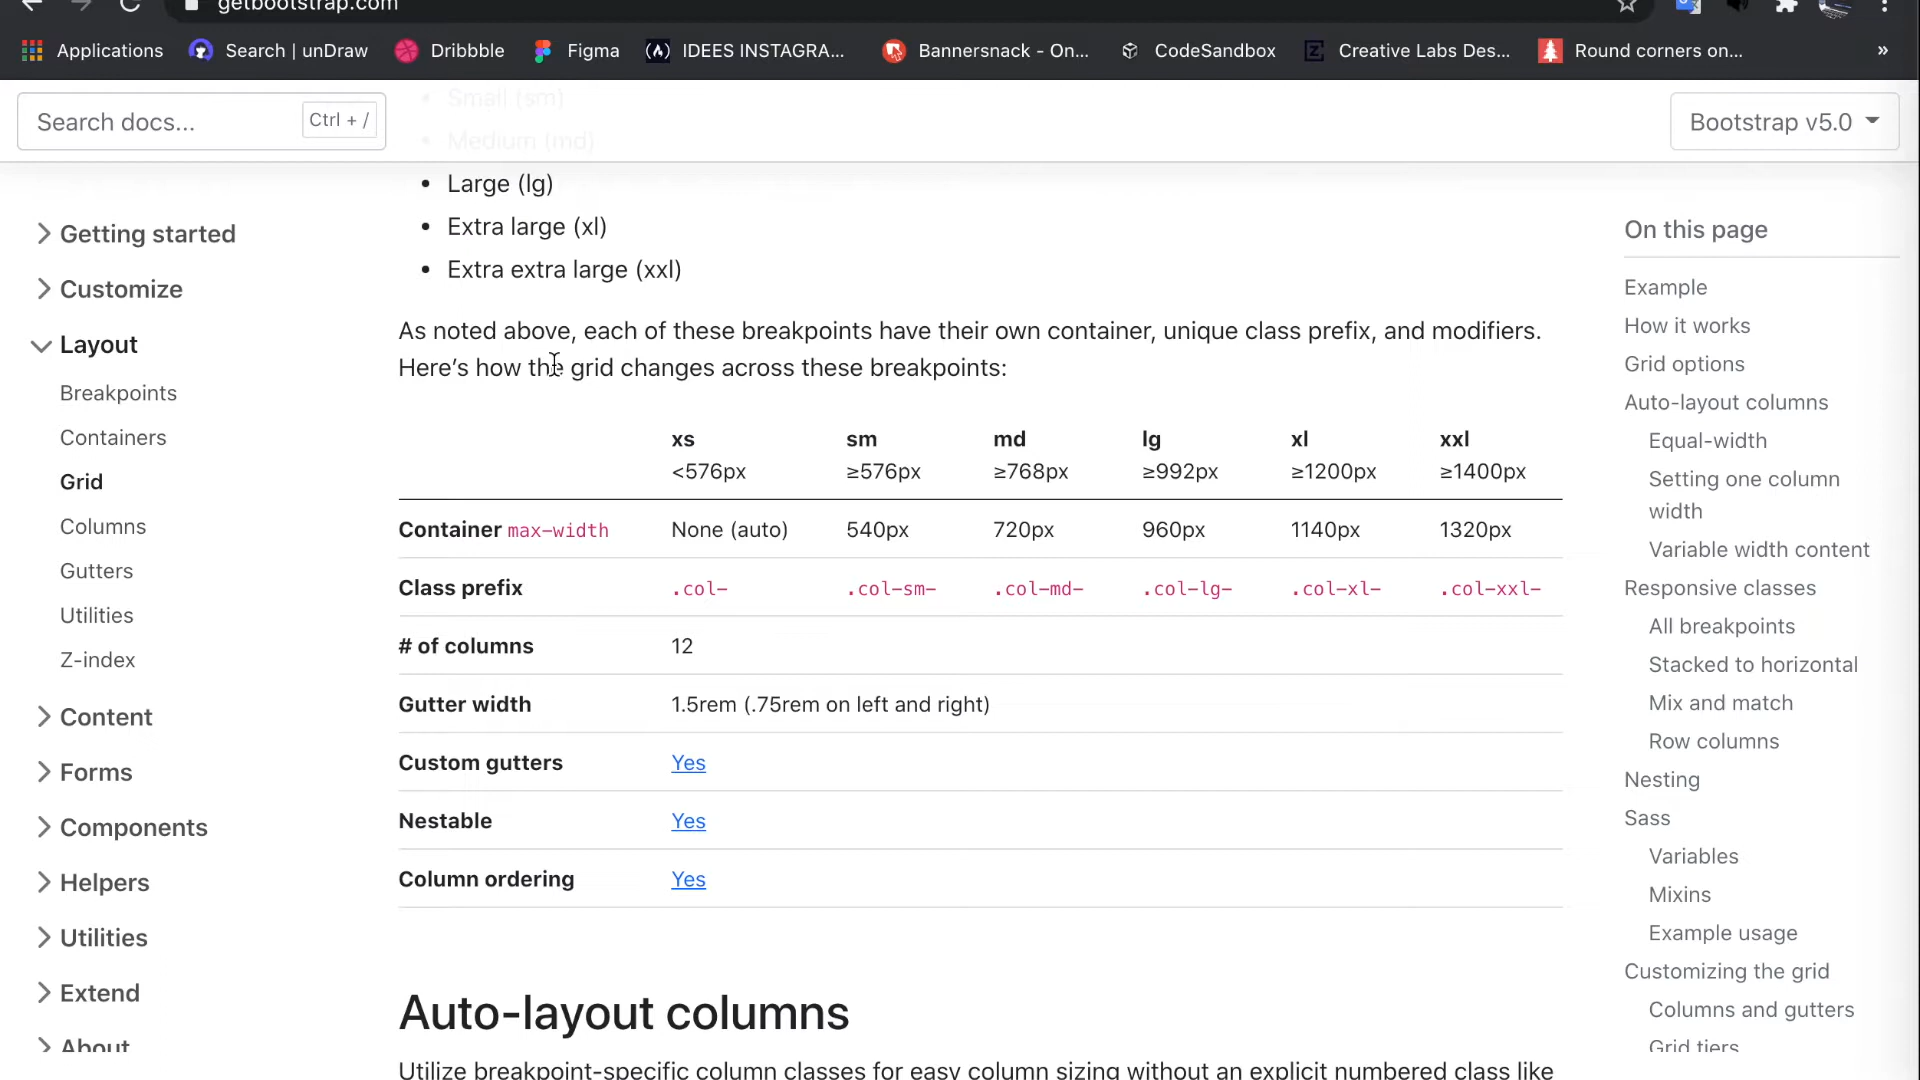 getbootstrap.com
Applications
Search | unDraw
Dribbble
Figma
IDEES INSTAGRA...
Bannersnack - On...
CodeSandbox
Creative Labs Des...
Round corners on...
»
Search docs...
Ctrl + /
Bootstrap v5.0
Getting started
Customize
Layout
Breakpoints
Containers
Grid
Columns
Gutters
Utilities
Z-index
Content
Forms
Components
Helpers
Utilities
Extend
About
• Small (sm)
• Medium (md)
• Large (lg)
• Extra large (xl)
• Extra extra large (xxl)
As noted above, each of these breakpoints have their own container, unique class prefix, and modifiers.
Here’s how the grid changes across these breakpoints:
xs sm md lg xl xxl
<576px ≥576px ≥768px ≥992px ≥1200px ≥1400px
Container max-width None (auto) 540px 720px 960px 1140px 1320px
Class prefix .col- .col-sm- .col-md- .col-lg- .col-xl- .col-xxl-
# of columns 12
Gutter width 1.5rem (.75rem on left and right)
Custom gutters Yes
Nestable Yes
Column ordering Yes
Auto-layout columns
Utilize breakpoint-specific column classes for easy column sizing without an explicit numbered class like
On this page
Example
How it works
Grid options
Auto-layout columns
Equal-width
Setting one column
width
Variable width content
Responsive classes
All breakpoints
Stacked to horizontal
Mix and match
Row columns
Nesting
Sass
Variables
Mixins
Example usage
Customizing the grid
Columns and gutters
Grid tiers